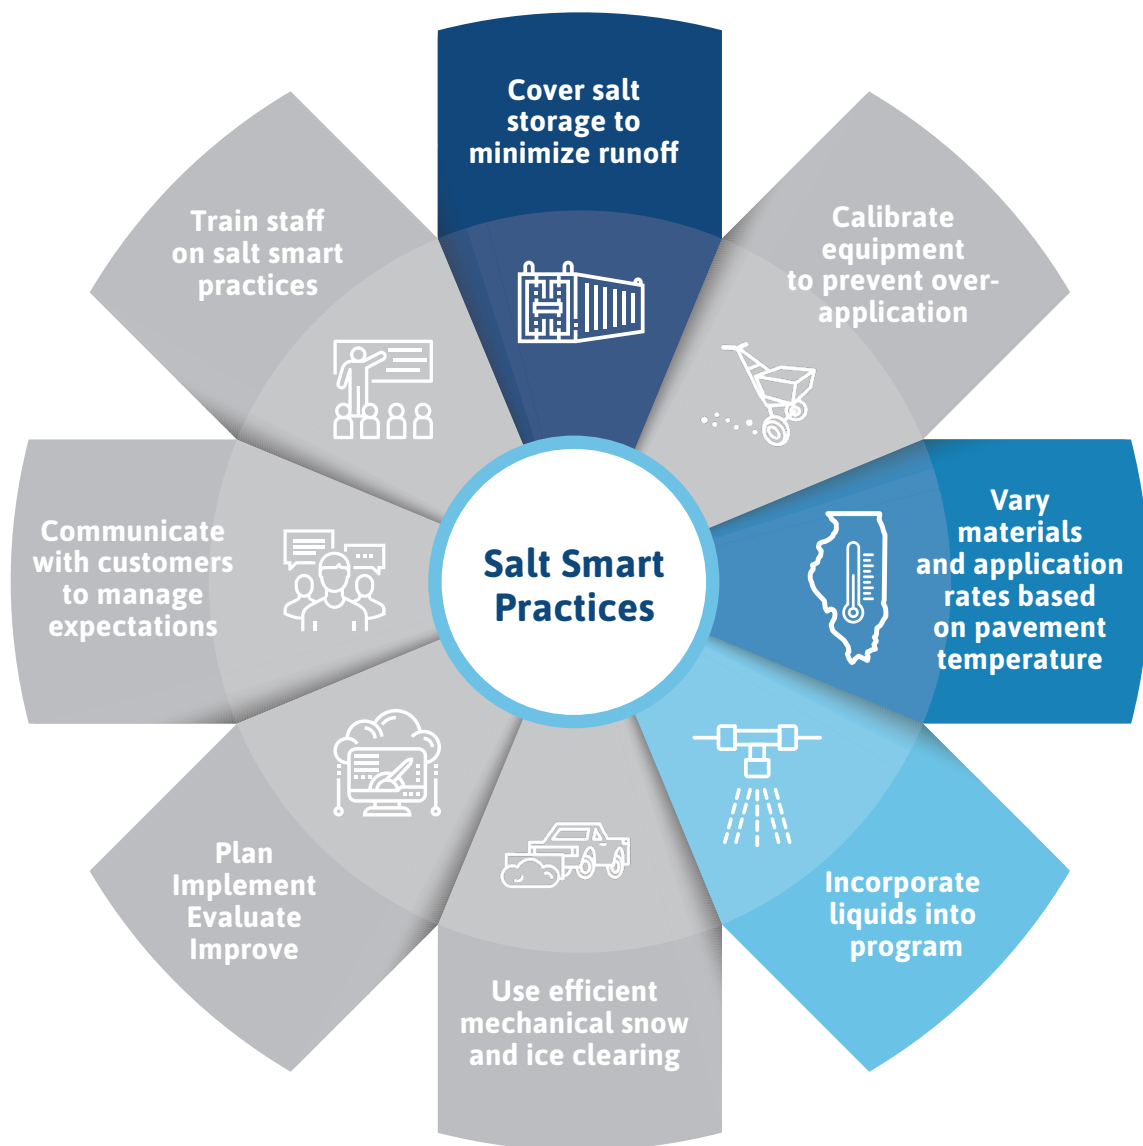 Cover salt
storage to
minimize runoff
Calibrate
equipment
to prevent over-
application
Vary
materials
and application
rates based
on pavement
temperature
Incorporate
liquids into
program
Use efficient
mechanical snow
and ice clearing
Plan
Implement
Evaluate
Improve
Communicate
with customers
to manage
expectations
Train staff
on salt smart
practices
Salt Smart
Practices